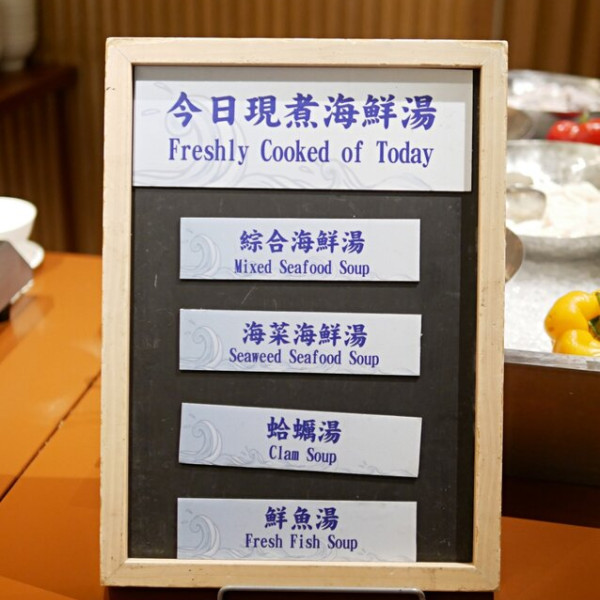 今日現煮海鮮湯
Freshly Cooked of Today
綜合海鮮湯
Mixed Seafood Soup
海菜海鮮湯
Seaweed Seafood Soup
蛤蠣湯
Clam Soup
鮮魚湯
Fresh Fish Soup